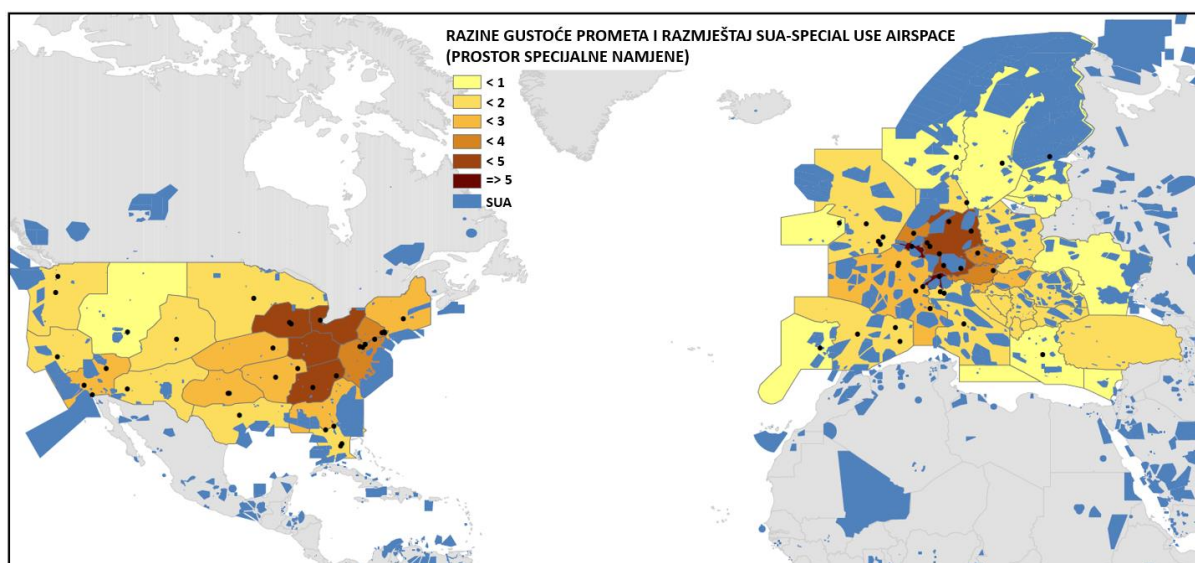 RAZINE GUSTOĆE PROMETA I RAZMJEŠTAJ SUA-SPECIAL USE AIRSPACE
(PROSTOR SPECIJALNE NAMJENE)
< 1
< 2
< 3
< 4
< 5
=> 5
SUA